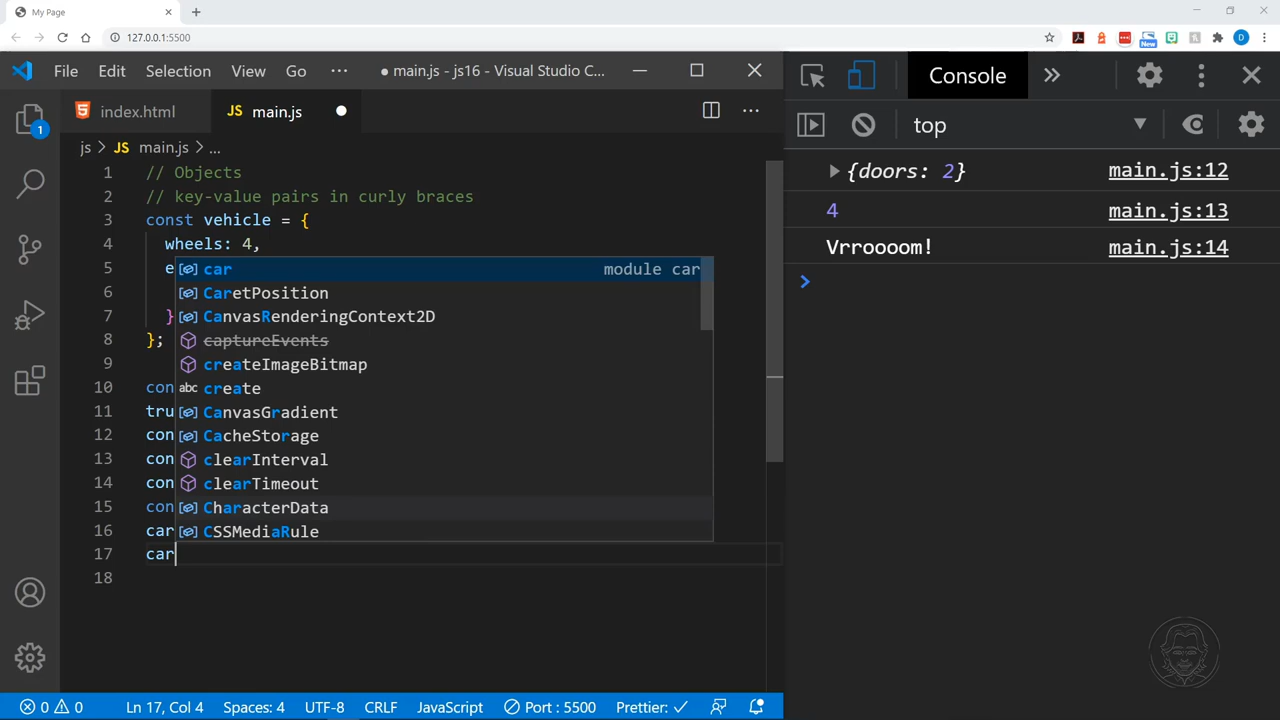 My Page
127.0.0.1:5500
New
D
File Edit Selection View Go ··· ● main.js - js16 - Visual Studio C...
index.html
JS main.js
js > JS main.js > ...
1 // Objects
2 // key-value pairs in curly braces
3 const vehicle = {
4 wheels: 4,
5 e
6
7 }
8 };
9
10 con
11 tru
12 con
13 con
14 con
15 con
16 car
17 car
18
car module car
CaretPosition
CanvasRenderingContext2D
captureEvents
createImageBitmap
abc create
CanvasGradient
CacheStorage
clearInterval
clearTimeout
CharacterData
CSSMediaRule
1
0 0 Ln 17, Col 4 Spaces: 4 UTF-8 CRLF JavaScript Port : 5500 Prettier: ✓
Console
top
{doors: 2} main.js:12
4 main.js:13
Vrroooom! main.js:14